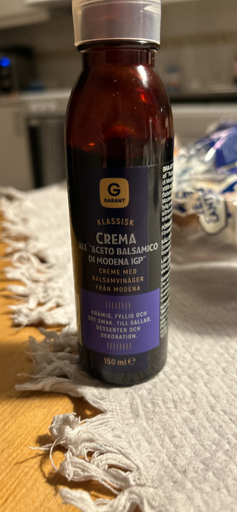 G
GARANT
KLASSISK
CREMA
ALL'"ACETO BALSAMICO
DI MODENA IGP"
CREME MED
BALSAMVINÄGER
FRÅN MODENA
KRÄMIG, FYLLIG OCH
SÖT SMAK. TILL SALLAD,
DESSERTER OCH
DEKORATION.
150 ml e